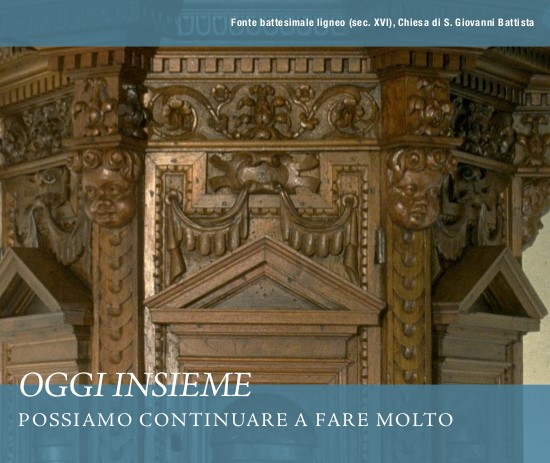 Fonte battesimale ligneo (sec. XVI), Chiesa di S. Giovanni Battista
OGGI INSIEME
POSSIAMO CONTINUARE A FARE MOLTO